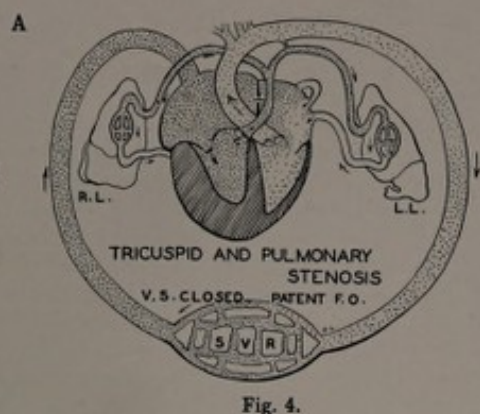 A
R.L.
L.L.
TRICUSPID AND PULMONARY
STENOSIS
V.S. CLOSED. PATENT F.O.
S V R
Fig. 4.